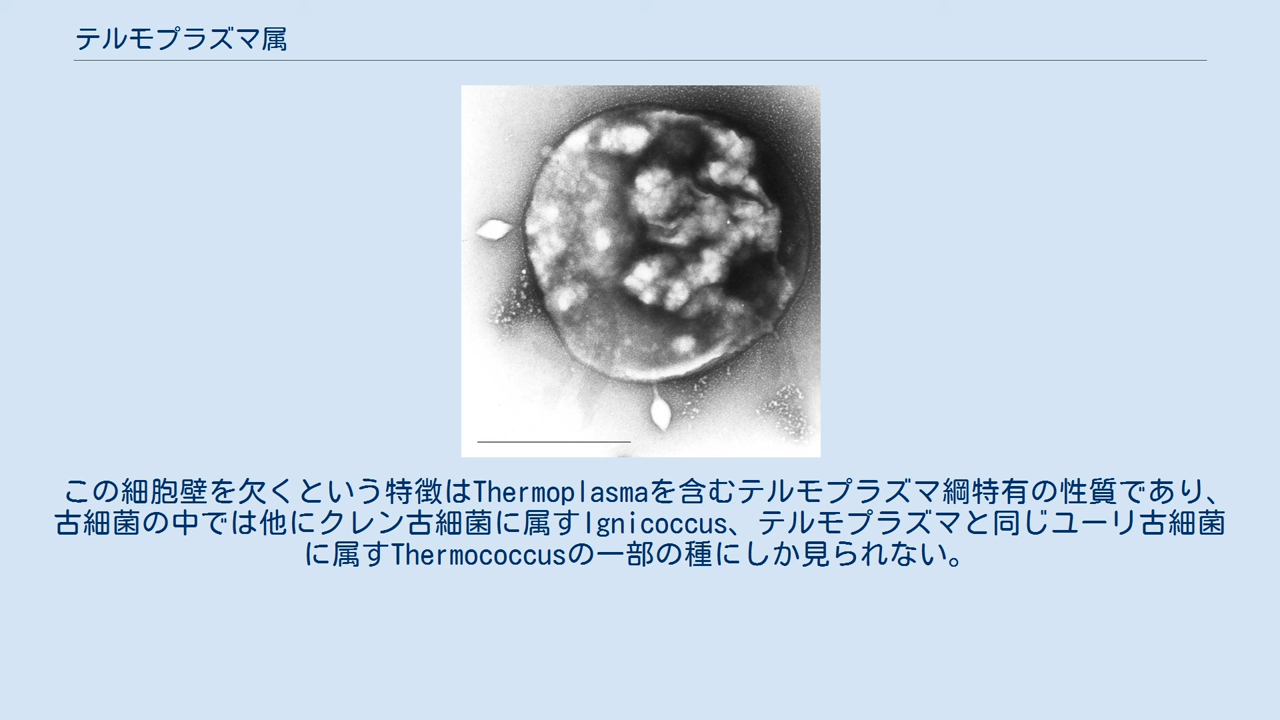 テルモプラズマ属
この細胞壁を欠くという特徴はThermoplasmaを含むテルモプラズマ綱特有の性質であり、
古細菌の中では他にクレン古細菌に属すIgnicoccus、テルモプラズマと同じユーリ古細菌
に属すThermococcusの一部の種にしか見られない。